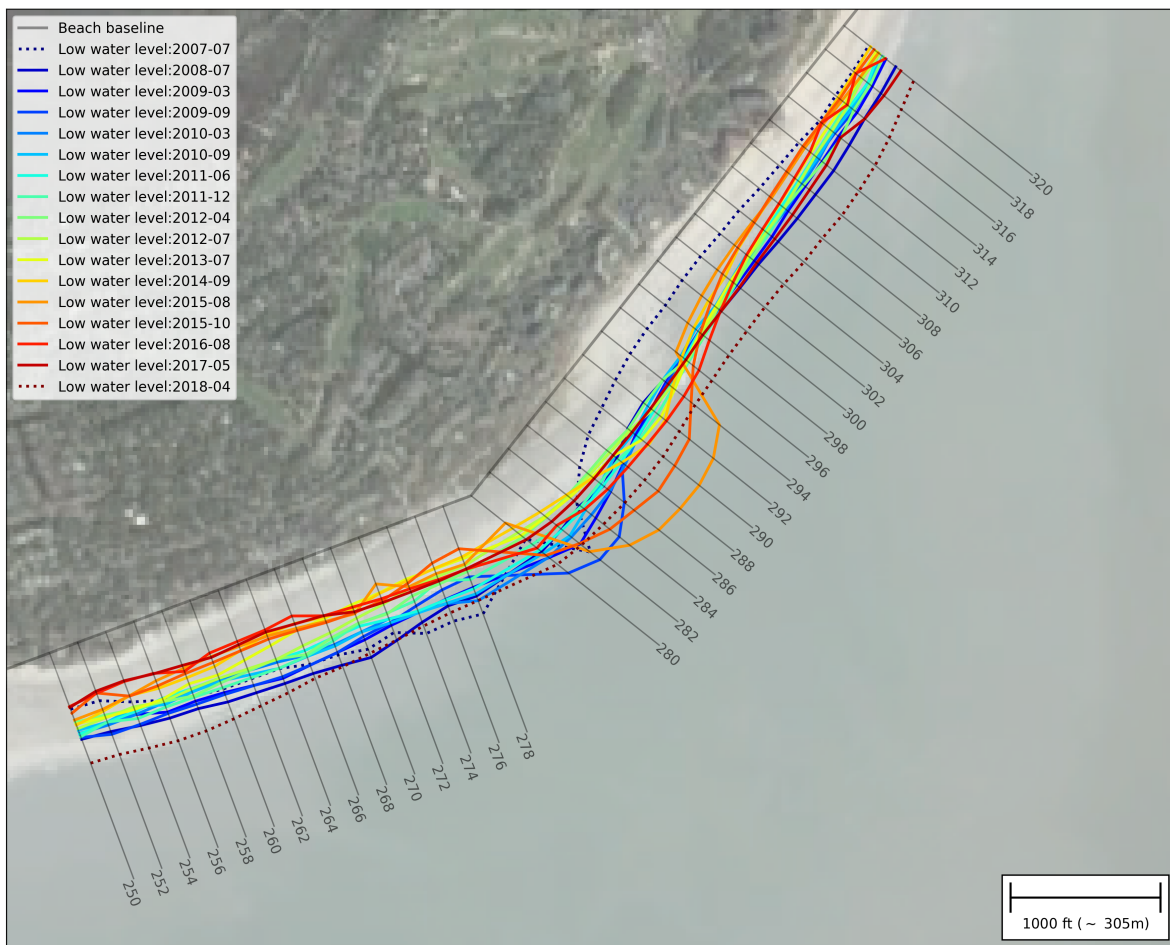 Beach baseline
Low water level:2007-07
Low water level:2008-07
Low water level:2009-03
Low water level:2009-09
Low water level:2010-03
Low water level:2010-09
Low water level:2011-06
Low water level:2011-12
Low water level:2012-04
Low water level:2012-07
Low water level:2013-07
Low water level:2014-09
Low water level:2015-08
Low water level:2015-10
Low water level:2016-08
Low water level:2017-05
Low water level:2018-04
320
318
316
314
312
310
308
306
304
302
300
298
296
294
292
290
288
286
284
282
280
278
276
274
272
270
268
266
264
262
260
258
256
254
252
250
1000 ft (~ 305m)